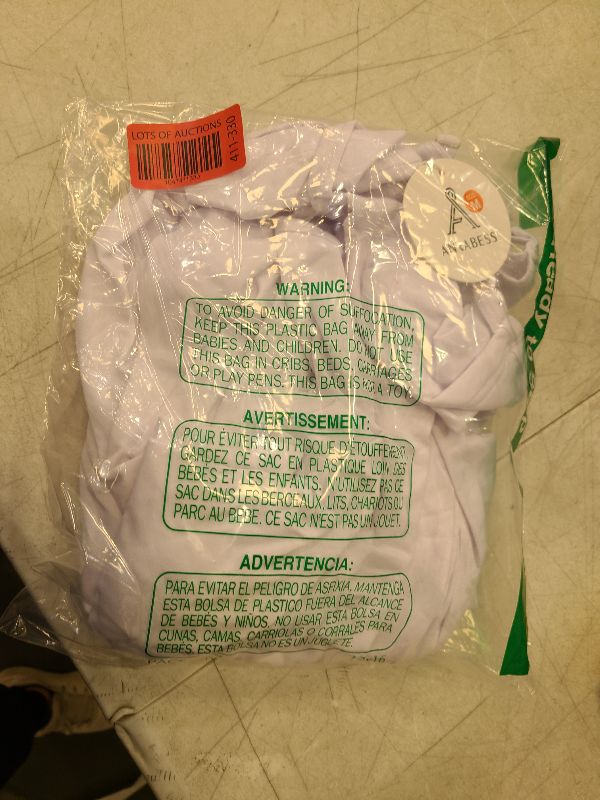 LOTS OF AUCTIONS
411-330
AN ABESS
ready to
WARNING:
TO AVOID DANGER OF SUFFOCATION,
KEEP THIS PLASTIC BAG AWAY FROM
BABIES AND CHILDREN. DO NOT USE
THIS BAG IN CRIBS, BEDS, CARRIAGES
OR PLAY PENS. THIS BAG IS NOT A TOY.
AVERTISSEMENT:
POUR ÉVITER TOUT RISQUE D'ÉTOUFFEMENT,
GARDEZ CE SAC EN PLASTIQUE LOIN DES
BÉBÉS ET LES ENFANTS. N'UTILISEZ PAS CE
SAC DANS LES BERCEAUX, LITS, CHARIOTS OU
PARC AU BÉBÉ. CE SAC N'EST PAS UN JOUET.
ADVERTENCIA:
PARA EVITAR EL PELIGRO DE ASFIXIA, MANTENGA
ESTA BOLSA DE PLASTICO FUERA DEL ALCANCE
DE BEBÉS Y NIÑOS. NO USAR ESTA BOLSA EN
CUNAS, CAMAS, CARRIOLAS O CORRALES PARA
BEBÉS. ESTA BOLSA NO ES UN JUGUETE.